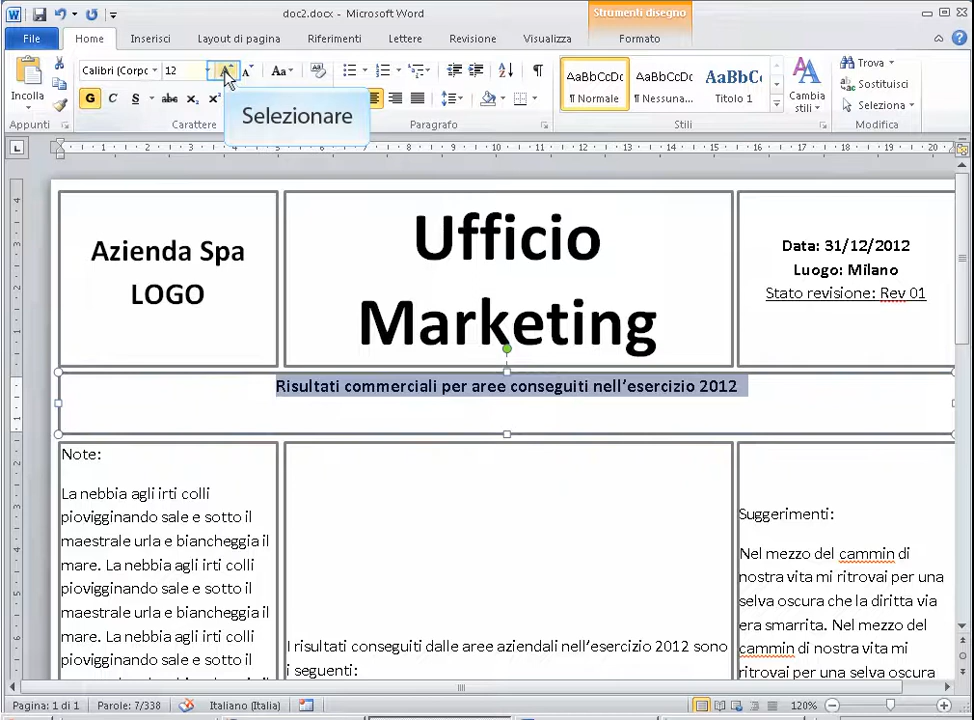 doc2.docx - Microsoft Word
Strumenti disegno
File Home Inserisci Layout di pagina Riferimenti Lettere Revisione Visualizza Formato
Calibri (Corpc 12
Incolla
G C S abc
AaBbCcDc AaBbCcDc AaBbCc
¶ Normale ¶ Nessuna... Titolo 1
Cambia stili
Trova
Sostituisci
Seleziona
Appunti Carattere Paragrafo Stili Modifica
Selezionare
Azienda Spa
LOGO
Ufficio
Marketing
Data: 31/12/2012
Luogo: Milano
Stato revisione: Rev 01
Risultati commerciali per aree conseguiti nell'esercizio 2012
Note:
La nebbia agli irti colli
piovigginando sale e sotto il
maestrale urla e biancheggia il
mare. La nebbia agli irti colli
piovigginando sale e sotto il
maestrale urla e biancheggia il
mare. La nebbia agli irti colli
piovigginando sale e sotto il
I risultati conseguiti dalle aree aziendali nell'esercizio 2012 sono
i seguenti:
Suggerimenti:
Nel mezzo del cammin di
nostra vita mi ritrovai per una
selva oscura che la diritta via
era smarrita. Nel mezzo del
cammin di nostra vita mi
ritrovai per una selva oscura
Pagina: 1 di 1 Parole: 7/338 Italiano (Italia) 120%